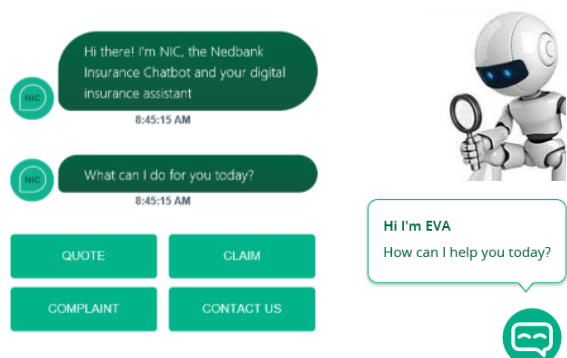 Hi there! I'm NIC, the Nedbank
Insurance Chatbot and your digital
insurance assistant
NIC
8:45:15 AM
What can I do for you today?
NIC
8:45:15 AM
QUOTE
CLAIM
COMPLAINT
CONTACT US
Hi I'm EVA
How can I help you today?